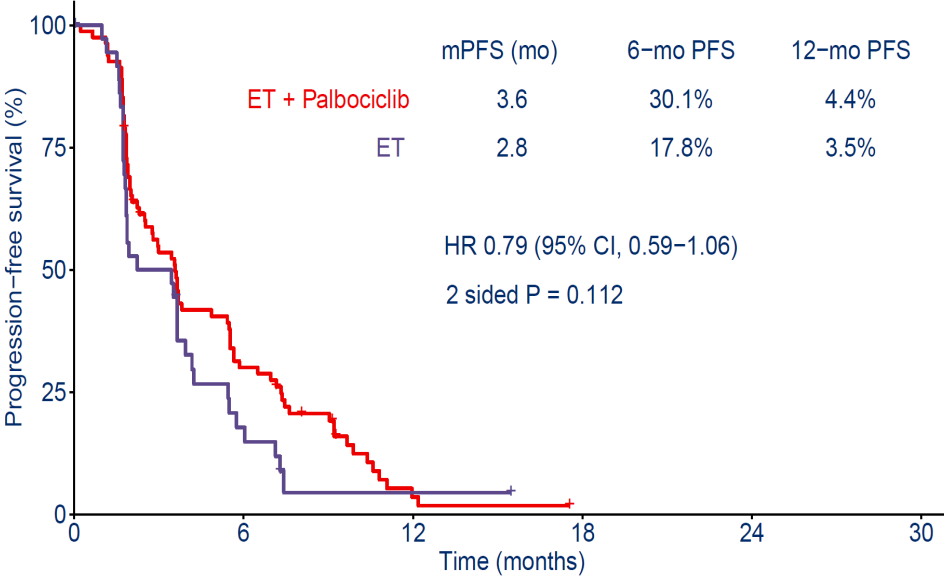 mPFS (mo) 6−mo PFS 12−mo PFS
ET + Palbociclib 3.6 30.1% 4.4%
ET 2.8 17.8% 3.5%
HR 0.79 (95% CI, 0.59−1.06)
2 sided P = 0.112
Progression−free survival (%)
100
75
50
25
0
0 6 12 18 24 30
Time (months)